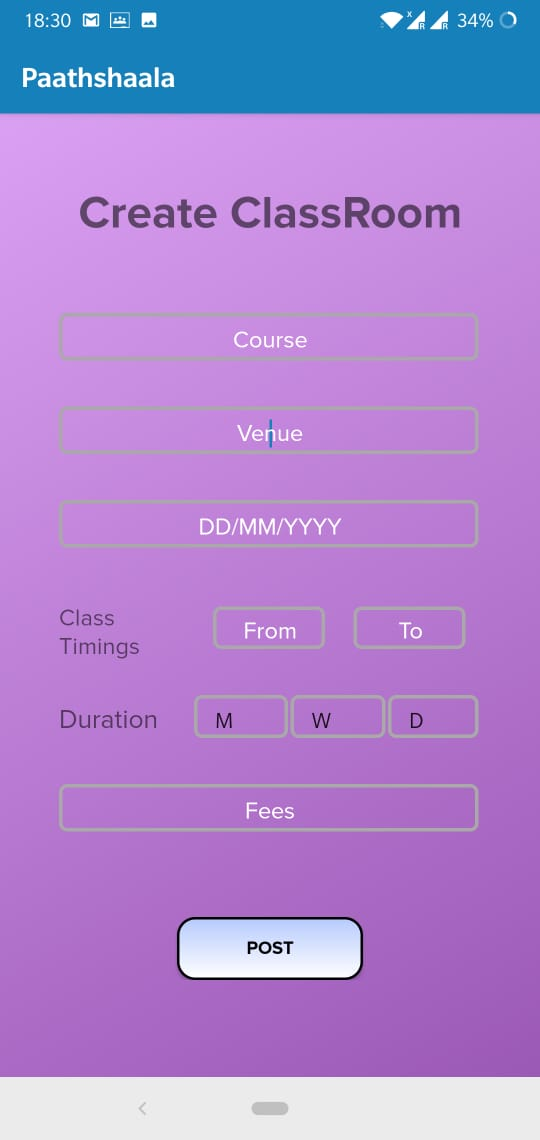 18:30
34%
Paathshaala
Create ClassRoom
Course
Venue
DD/MM/YYYY
Class
Timings
From To
Duration M W D
Fees
POST